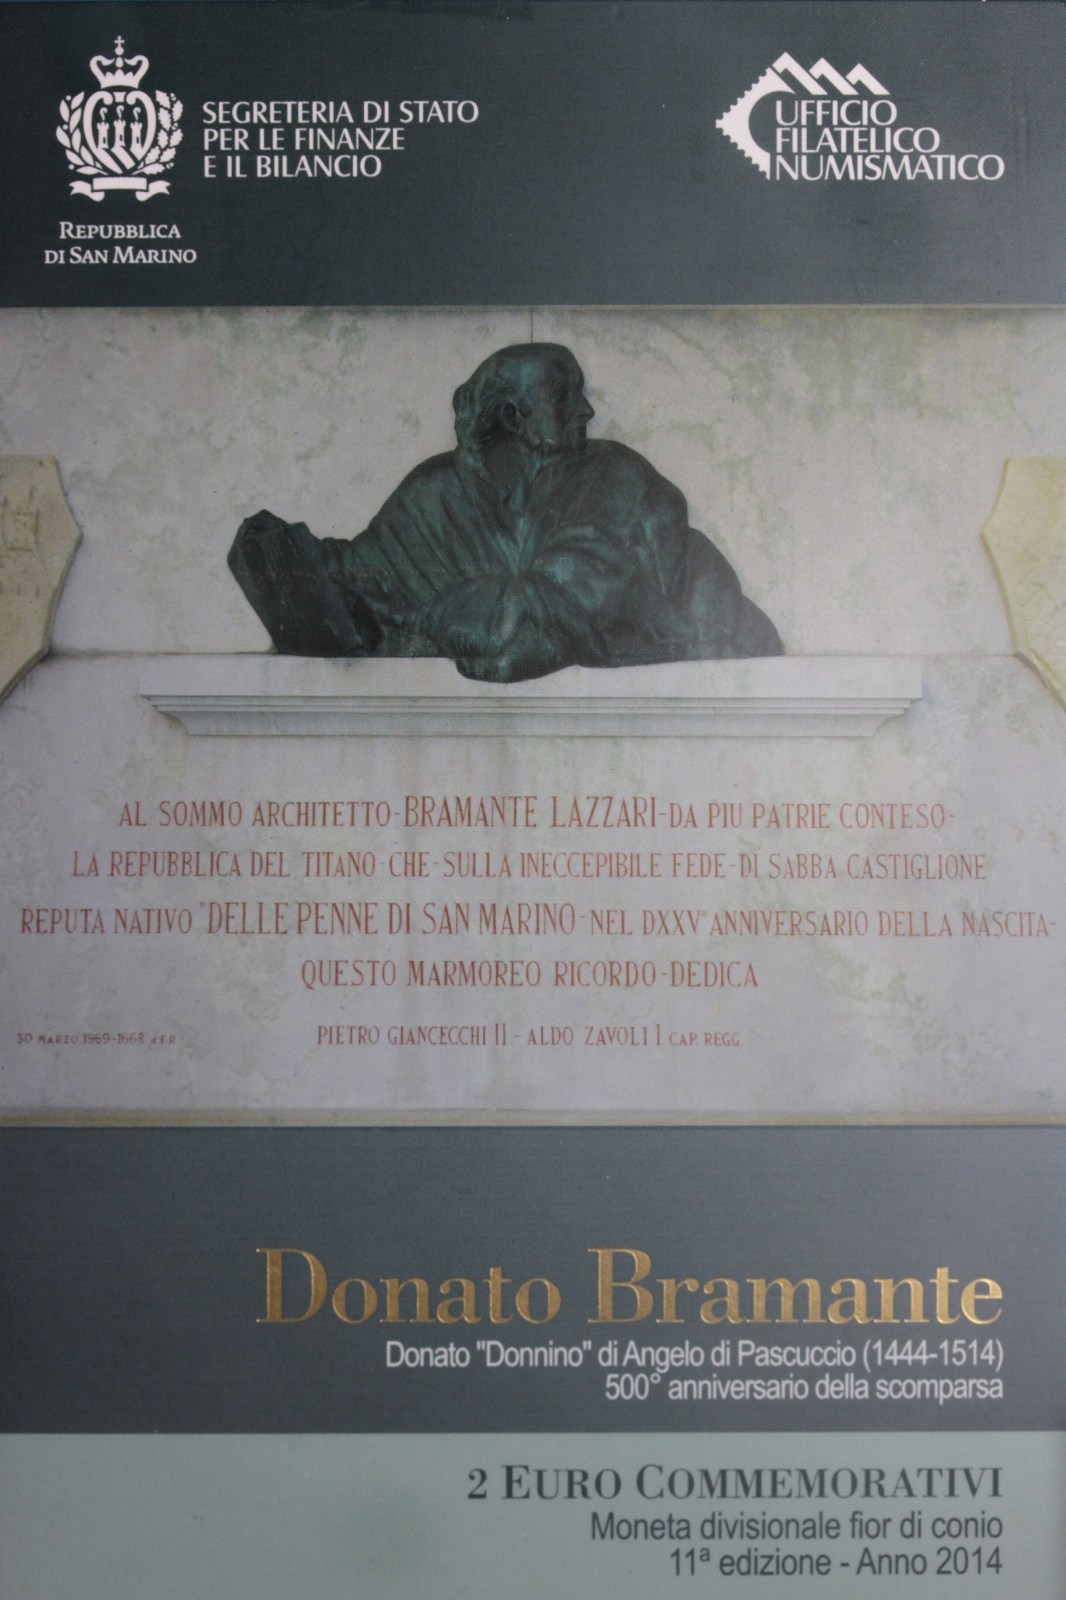 SEGRETERIA DI STATO
PER LE FINANZE
E IL BILANCIO
REPUBBLICA
DI SAN MARINO
UFFICIO
FILATELICO
NUMISMATICO
AL SOMMO ARCHITETTO-BRAMANTE LAZZARI-DA PIU PATRIE CONTESO-
LA REPUBBLICA DEL TITANO-CHE-SULLA INECCEPIBILE FEDE-DI SABBA CASTIGLIONE
REPUTA NATIVO "DELLE PENNE DI SAN MARINO-NEL DXXV° ANNIVERSARIO DELLA NASCITA-
QUESTO MARMOREO RICORDO-DEDICA
30 MARZO 1969-1668 d.F.R.
PIETRO GIANCECCHI II - ALDO ZAVOLI I CAP. REGG.
Donato Bramante
Donato "Donnino" di Angelo di Pascuccio (1444-1514)
500° anniversario della scomparsa
2 EURO COMMEMORATIVI
Moneta divisionale fior di conio
11ª edizione - Anno 2014